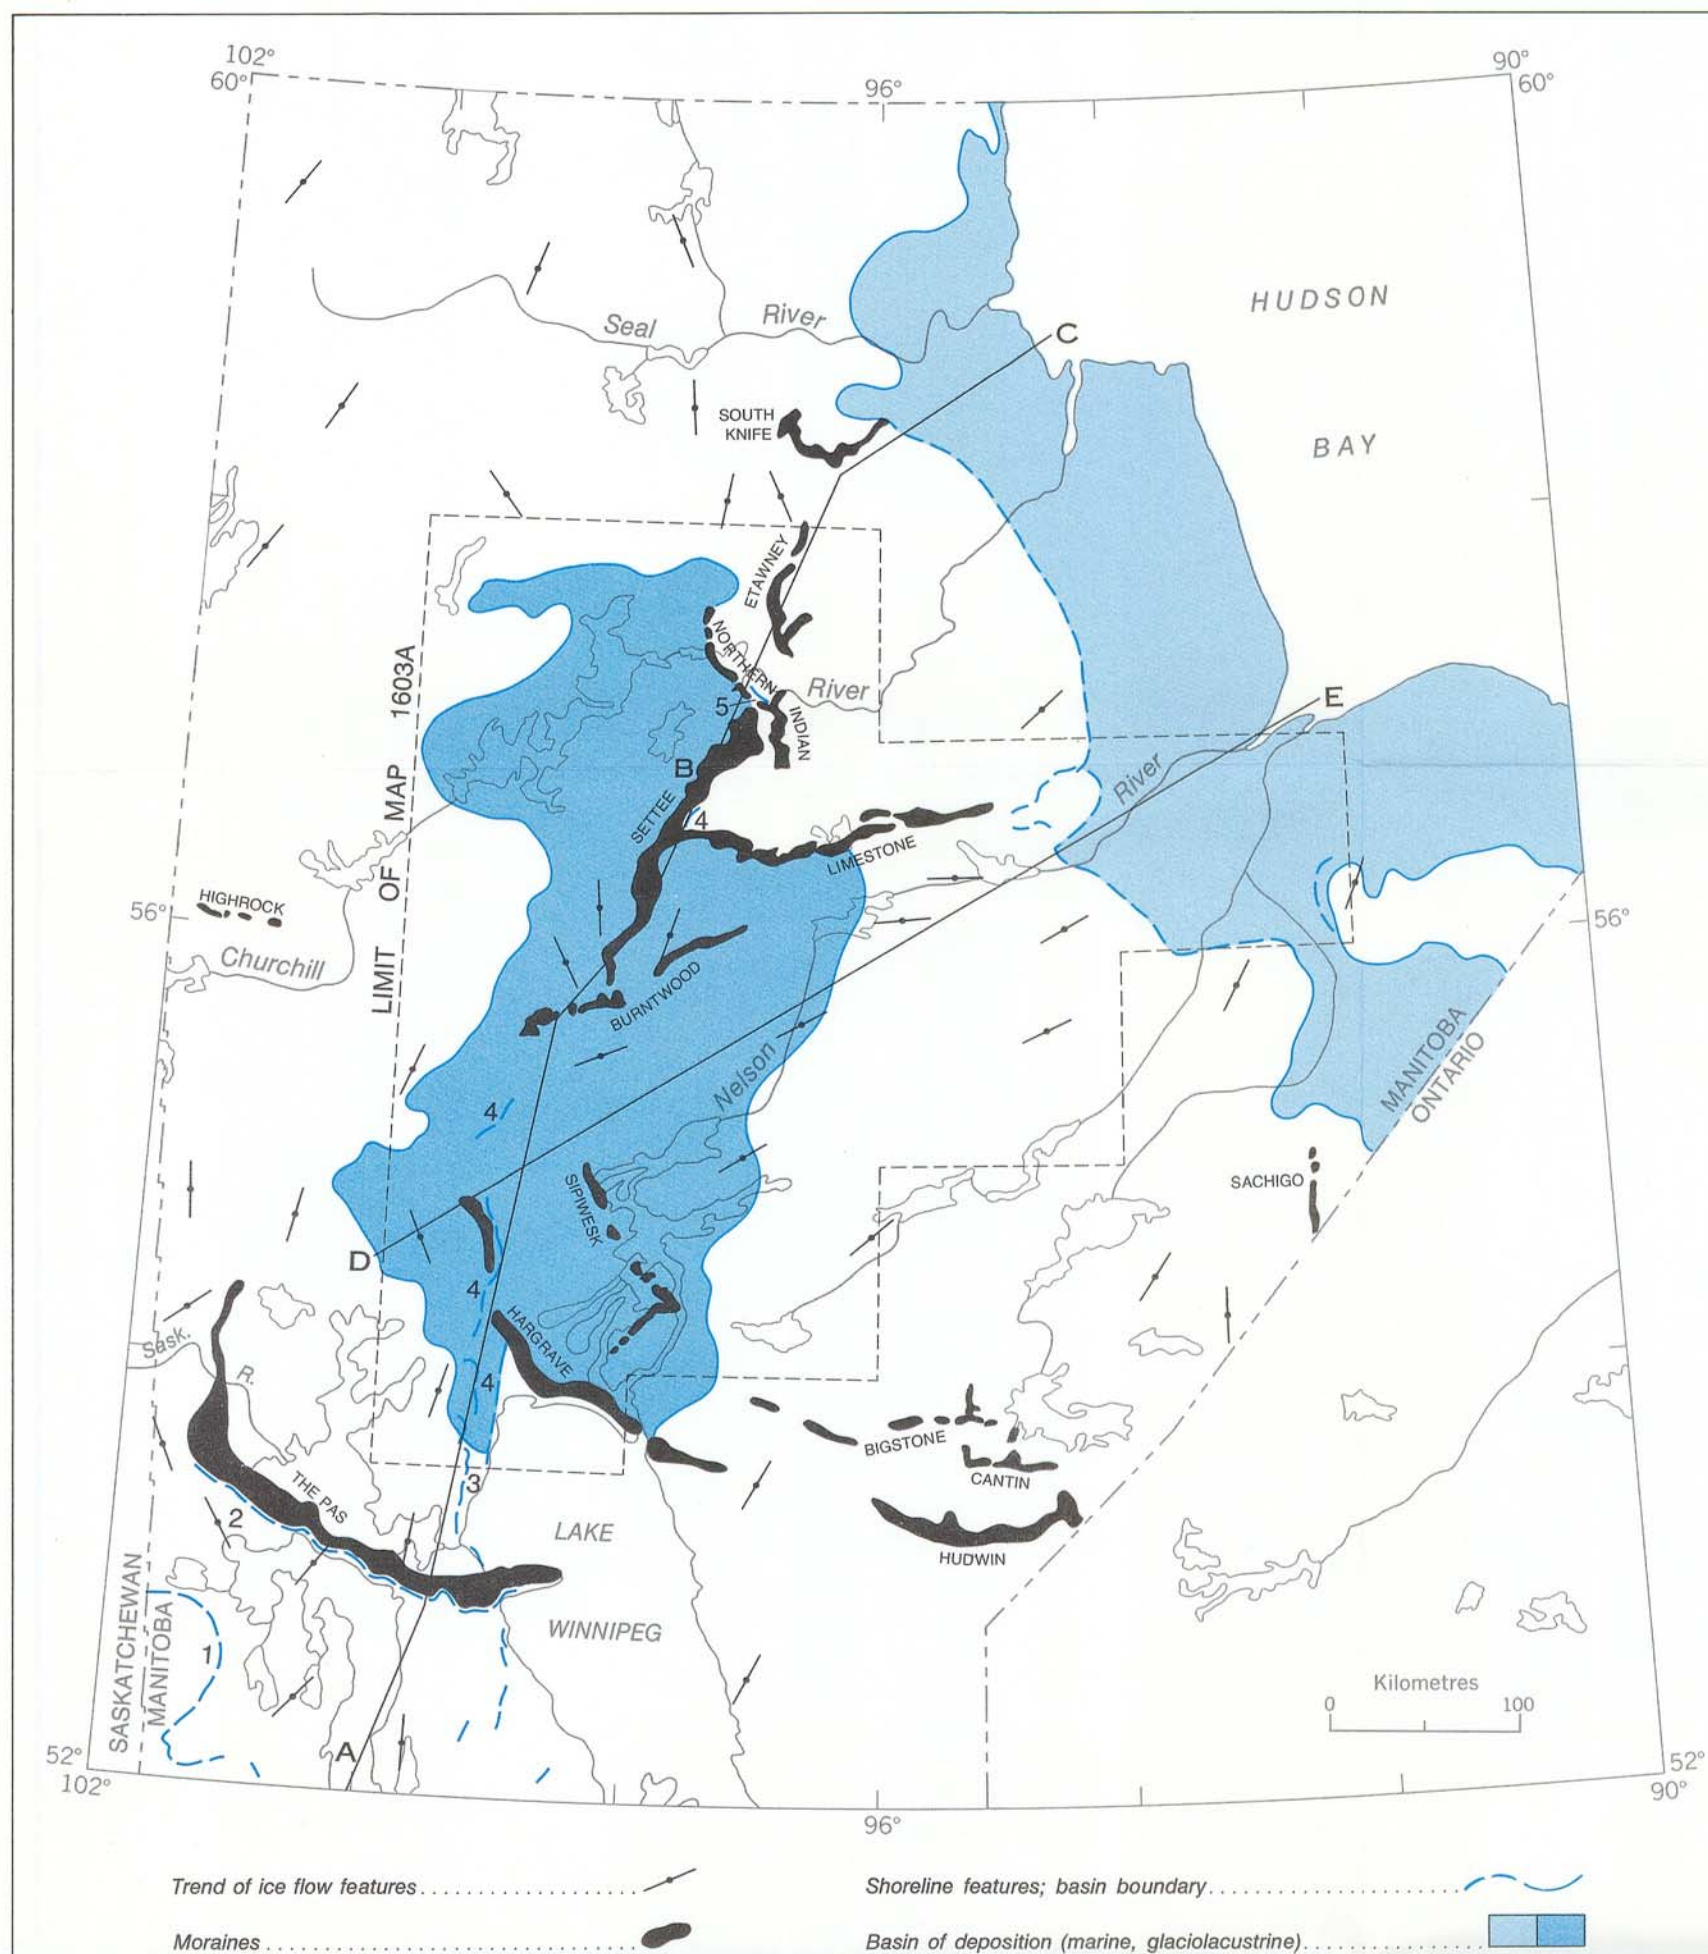 102°
60°
96°
90°
60°
HUDSON
BAY
Seal River
C
SOUTH
KNIFE
ETAWNEY
NORTHERN
INDIAN
River
5
E
B
SETTEE
4
LIMESTONE
River
LIMIT OF MAP 1603A
HIGHROCK
56°
56°
Churchill
BURNTWOOD
Nelson
MANITOBA
ONTARIO
4
SIPIWESK
SACHIGO
D
4
HARGRAVE
Sask.
R.
4
BIGSTONE
CANTIN
3
THE PAS
2
LAKE
WINNIPEG
HUDWIN
SASKATCHEWAN
MANITOBA
1
A
Kilometres
0 100
52°
102°
96°
52°
90°
Trend of ice flow features
Shoreline features; basin boundary
Moraines
Basin of deposition (marine, glaciolacustrine)